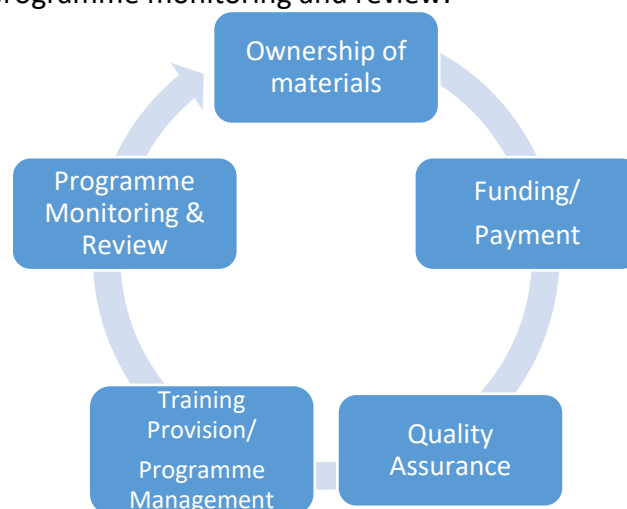 programme monitoring and review.
Ownership of
materials
Funding/
Payment
Quality
Assurance
Training
Provision/
Programme
Management
Programme
Monitoring &
Review